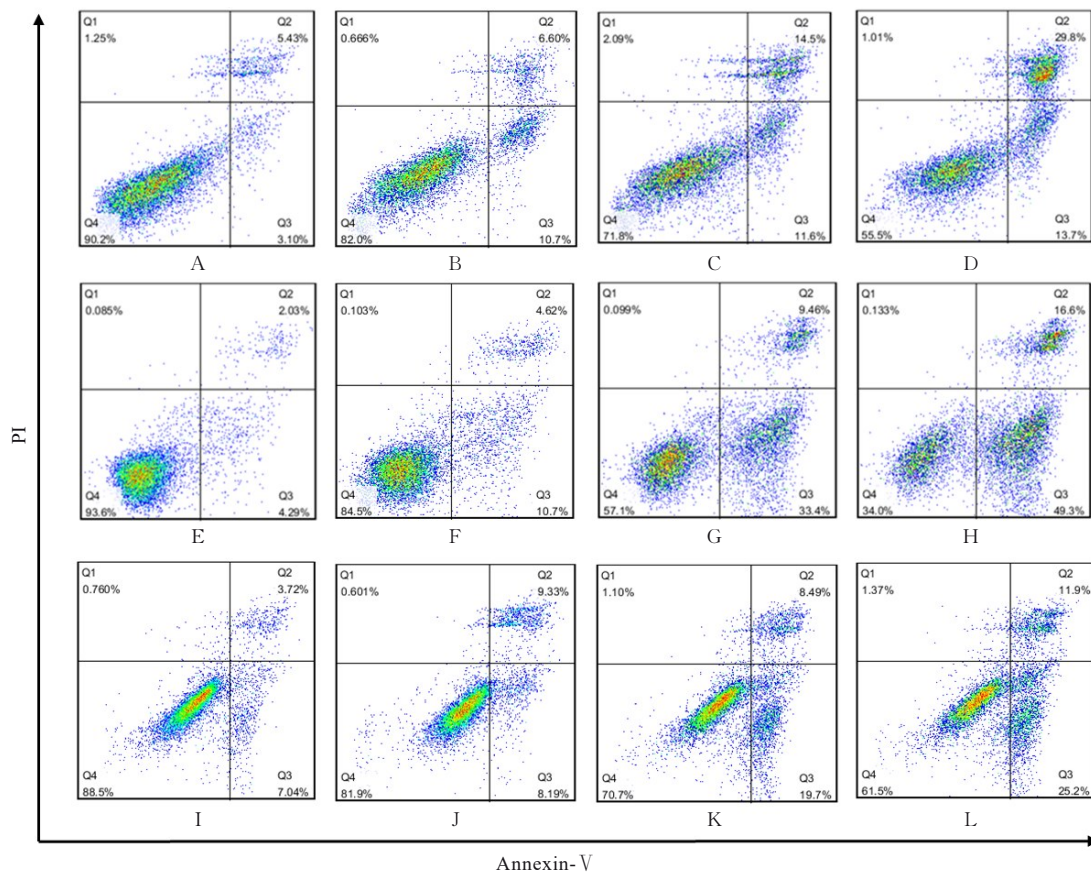 Q1 Q2 Q1 Q2 Q1 Q2 Q1 Q2
1.25% 5.43% 0.666% 6.60% 2.09% 14.5% 1.01% 29.8%
Q4 Q3 Q4 Q3 Q4 Q3 Q4 Q3
90.2% 3.10% 82.0% 10.7% 71.8% 11.6% 55.5% 13.7%
A B C D
Q1 Q2 Q1 Q2 Q1 Q2 Q1 Q2
0.085% 2.03% 0.103% 4.62% 0.099% 9.46% 0.133% 16.6%
PI
Q4 Q3 Q4 Q3 Q4 Q3 Q4 Q3
93.6% 4.29% 84.5% 10.7% 57.1% 33.4% 34.0% 49.3%
E F G H
Q1 Q2 Q1 Q2 Q1 Q2 Q1 Q2
0.760% 3.72% 0.601% 9.33% 1.10% 8.49% 1.37% 11.9%
Q4 Q3 Q4 Q3 Q4 Q3 Q4 Q3
88.5% 7.04% 81.9% 8.19% 70.7% 19.7% 61.5% 25.2%
I J K L
Annexin-Ⅴ